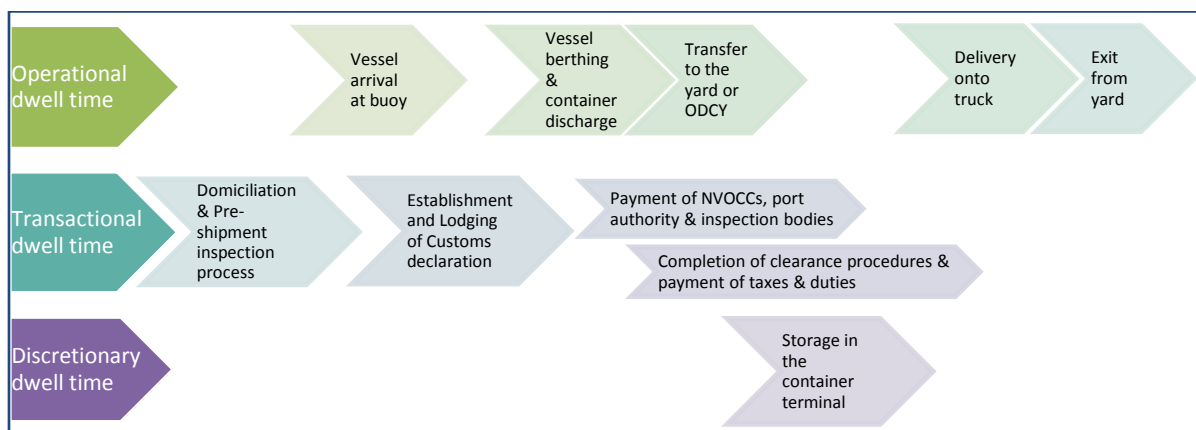 Operational
dwell time
Vessel
arrival
at buoy
Vessel
berthing
&
container
discharge
Transfer
to the
yard or
ODCY
Delivery
onto
truck
Exit
from
yard
Transactional
dwell time
Domiciliation
& Pre-
shipment
inspection
process
Establishment
and Lodging
of Customs
declaration
Payment of NVOCCs, port
authority & inspection bodies
Completion of clearance procedures &
payment of taxes & duties
Discretionary
dwell time
Storage in
the
container
terminal